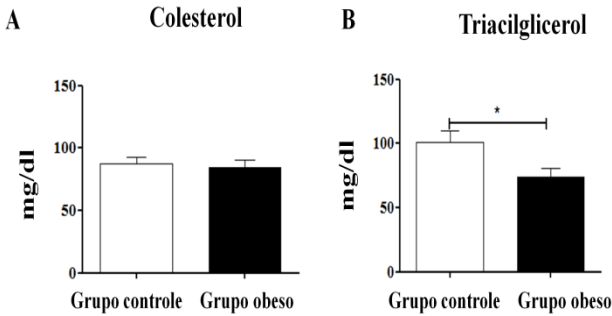 A
Colesterol
mg/dl
150
100
50
0
Grupo controle
Grupo obeso
B
Triacilglicerol
mg/dl
150
100
50
0
*
Grupo controle
Grupo obeso